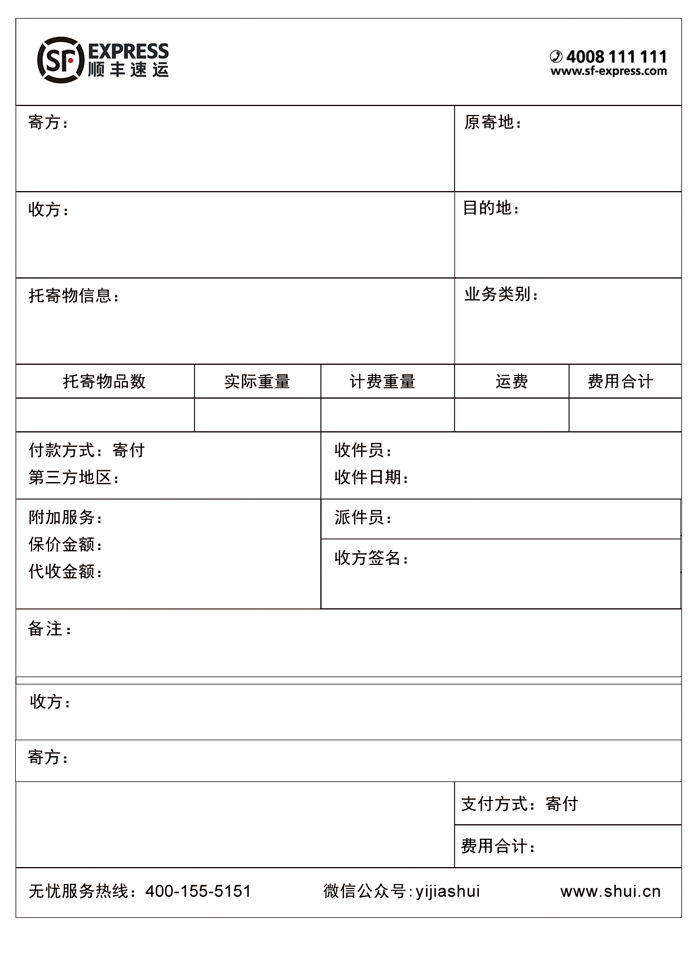 SF EXPRESS
顺丰速运
4008 111 111
www.sf-express.com
寄方：
原寄地：
收方：
目的地：
托寄物信息：
业务类别：
托寄物品数 实际重量 计费重量 运费 费用合计
付款方式：寄付
第三方地区：
收件员：
收件日期：
附加服务：
保价金额：
代收金额：
派件员：
收方签名：
备注：
收方：
寄方：
支付方式：寄付
费用合计：
无忧服务热线：400-155-5151 微信公众号:yijiashui www.shui.cn